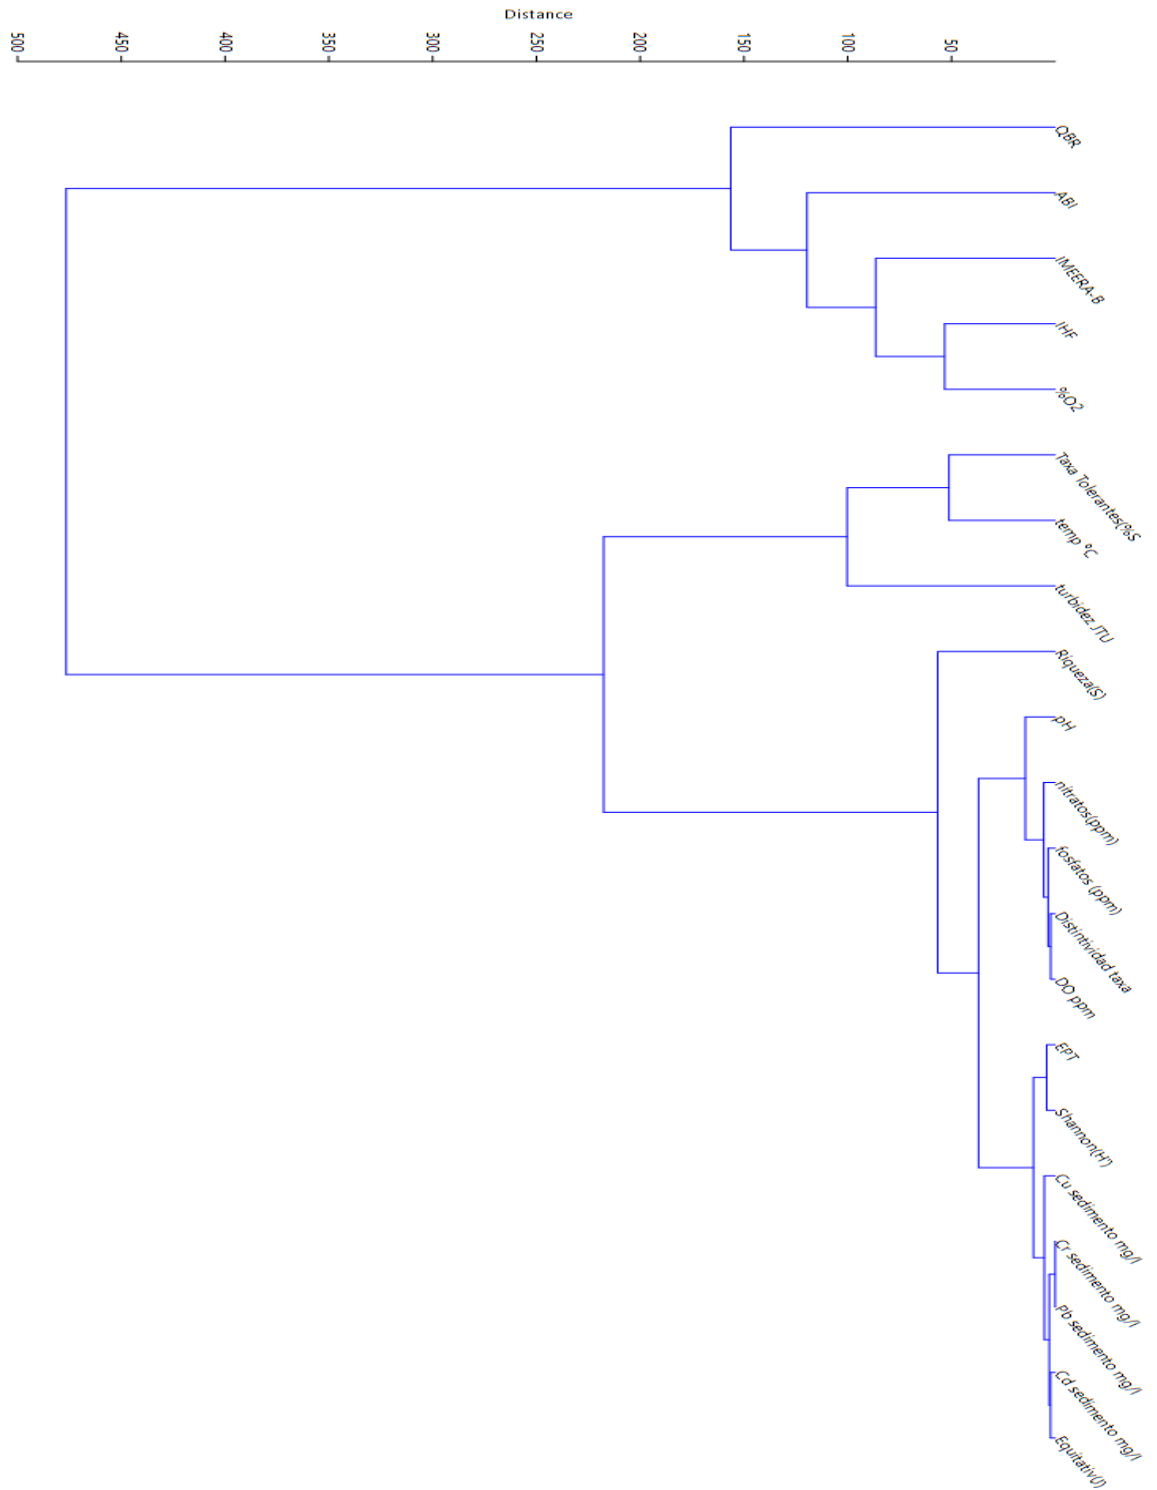 Distance
500
450
400
350
300
250
200
150
100
50
QBR
ABI
IMEERA-B
IHF
%O2
Taxa Tolerantes(%S
temp ºC
turbidez JTU
Riqueza(S)
pH
nitratos(ppm)
fosfatos (ppm)
Distintividad taxa
DO ppm
EPT
Shannon(H')
Cu sedimento mg/l
Cr sedimento mg/l
Pb sedimento mg/l
Cd sedimento mg/l
Equitativ(J)